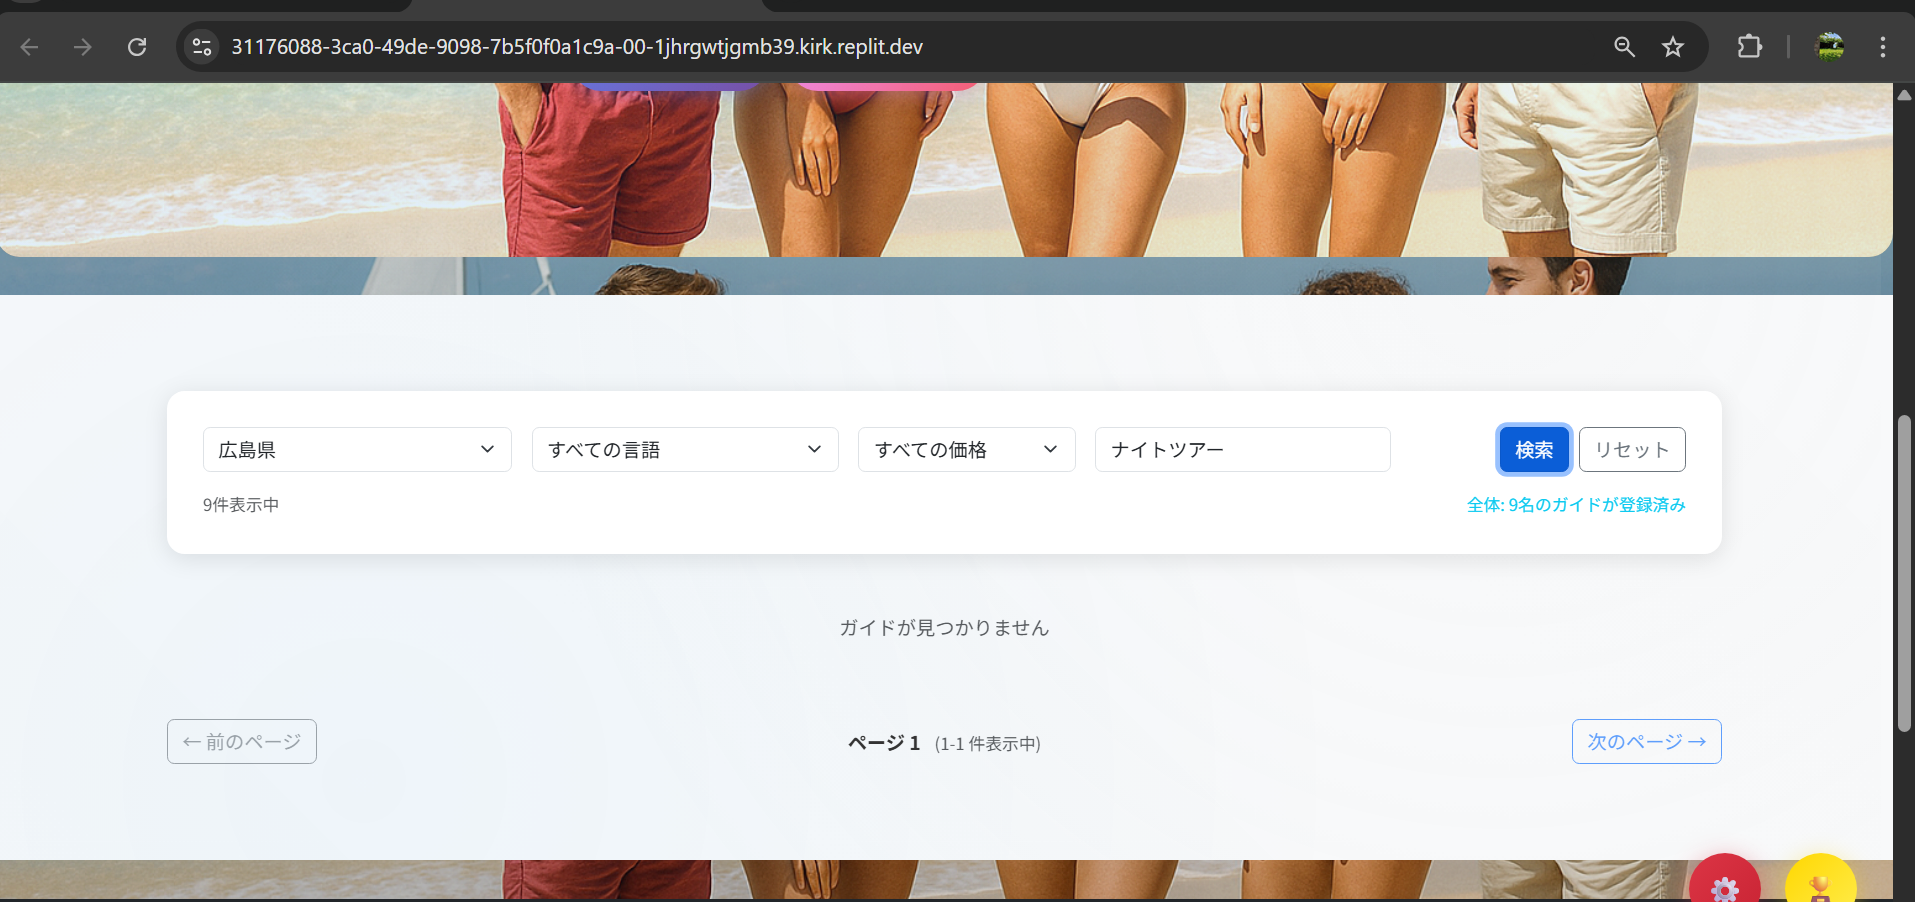 31176088-3ca0-49de-9098-7b5f0f0a1c9a-00-1jhrgwtjgmb39.kirk.replit.dev
広島県 すべての言語 すべての価格 ナイトツアー 検索 リセット
9件表示中 全体: 9名のガイドが登録済み
ガイドが見つかりません
← 前のページ ページ 1 (1-1 件表示中) 次のページ →